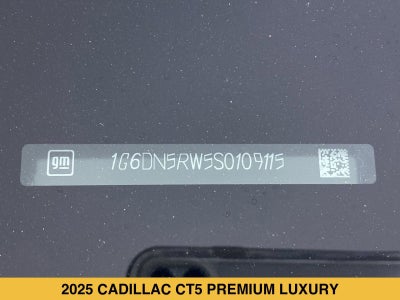 gm 1G6DN5RW5S0109115
2025 CADILLAC CT5 PREMIUM LUXURY